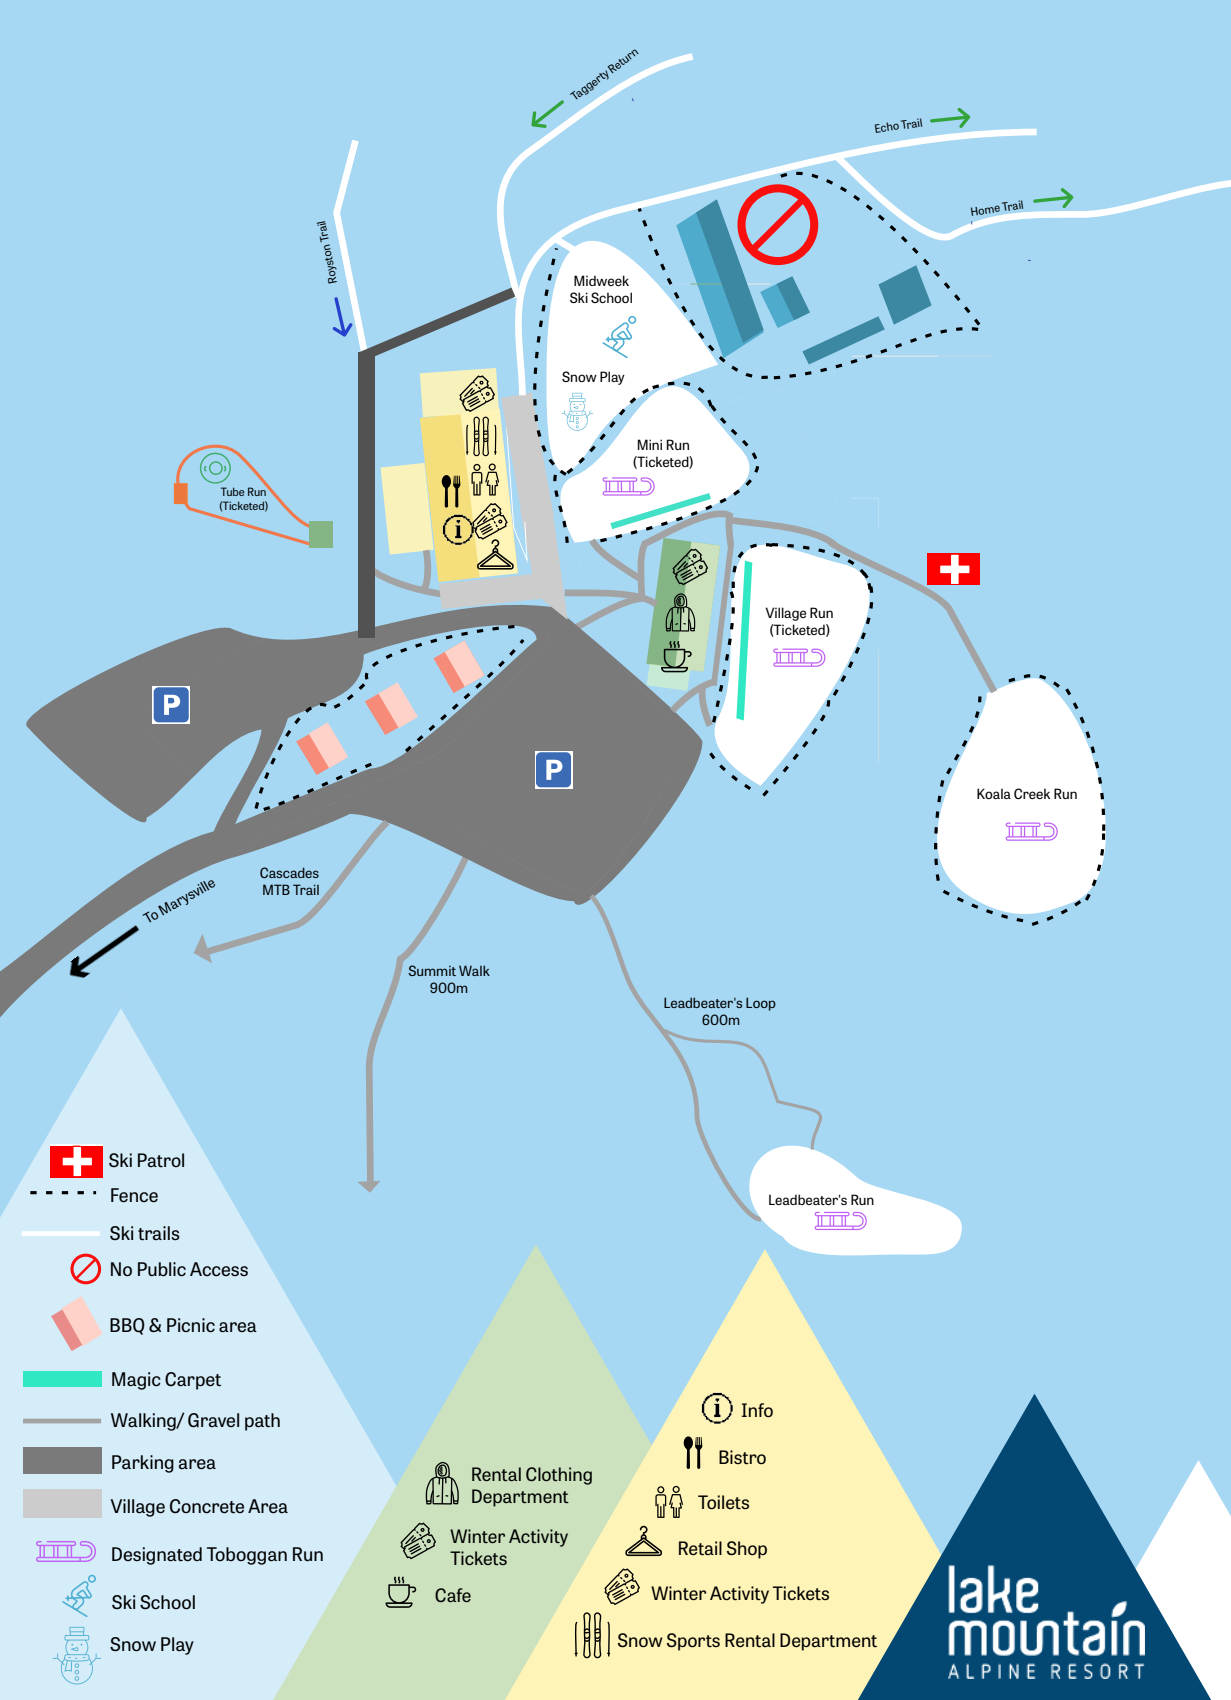 Taggerty Return
Echo Trail
Home Trail
Royston Trail
Midweek
Ski School
Snow Play
Mini Run
(Ticketed)
Tube Run
(Ticketed)
i
Village Run
(Ticketed)
P
P
Koala Creek Run
Cascades
MTB Trail
To Marysville
Summit Walk
900m
Leadbeater's Loop
600m
Leadbeater's Run
Ski Patrol
Fence
Ski trails
No Public Access
BBQ & Picnic area
Magic Carpet
Walking/ Gravel path
Parking area
Village Concrete Area
Designated Toboggan Run
Ski School
Snow Play
Rental Clothing
Department
Winter Activity
Tickets
Cafe
i Info
Bistro
Toilets
Retail Shop
Winter Activity Tickets
Snow Sports Rental Department
lake
mountain
ALPINE RESORT